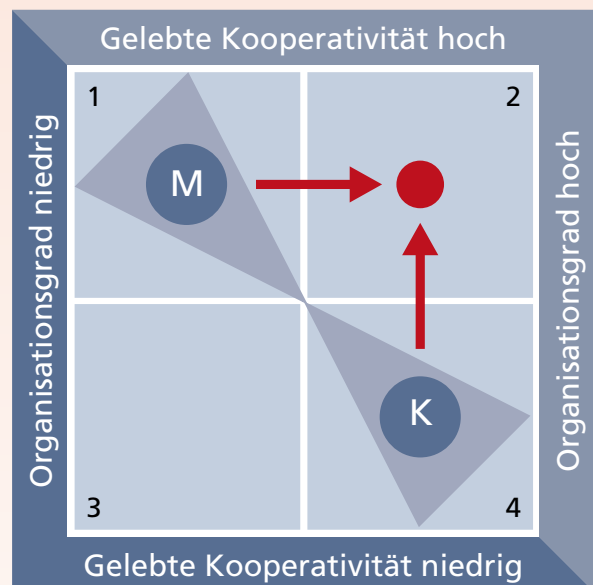 Gelebte Kooperativität hoch
1
2
M
Organisationsgrad niedrig
Organisationsgrad hoch
K
3
4
Gelebte Kooperativität niedrig